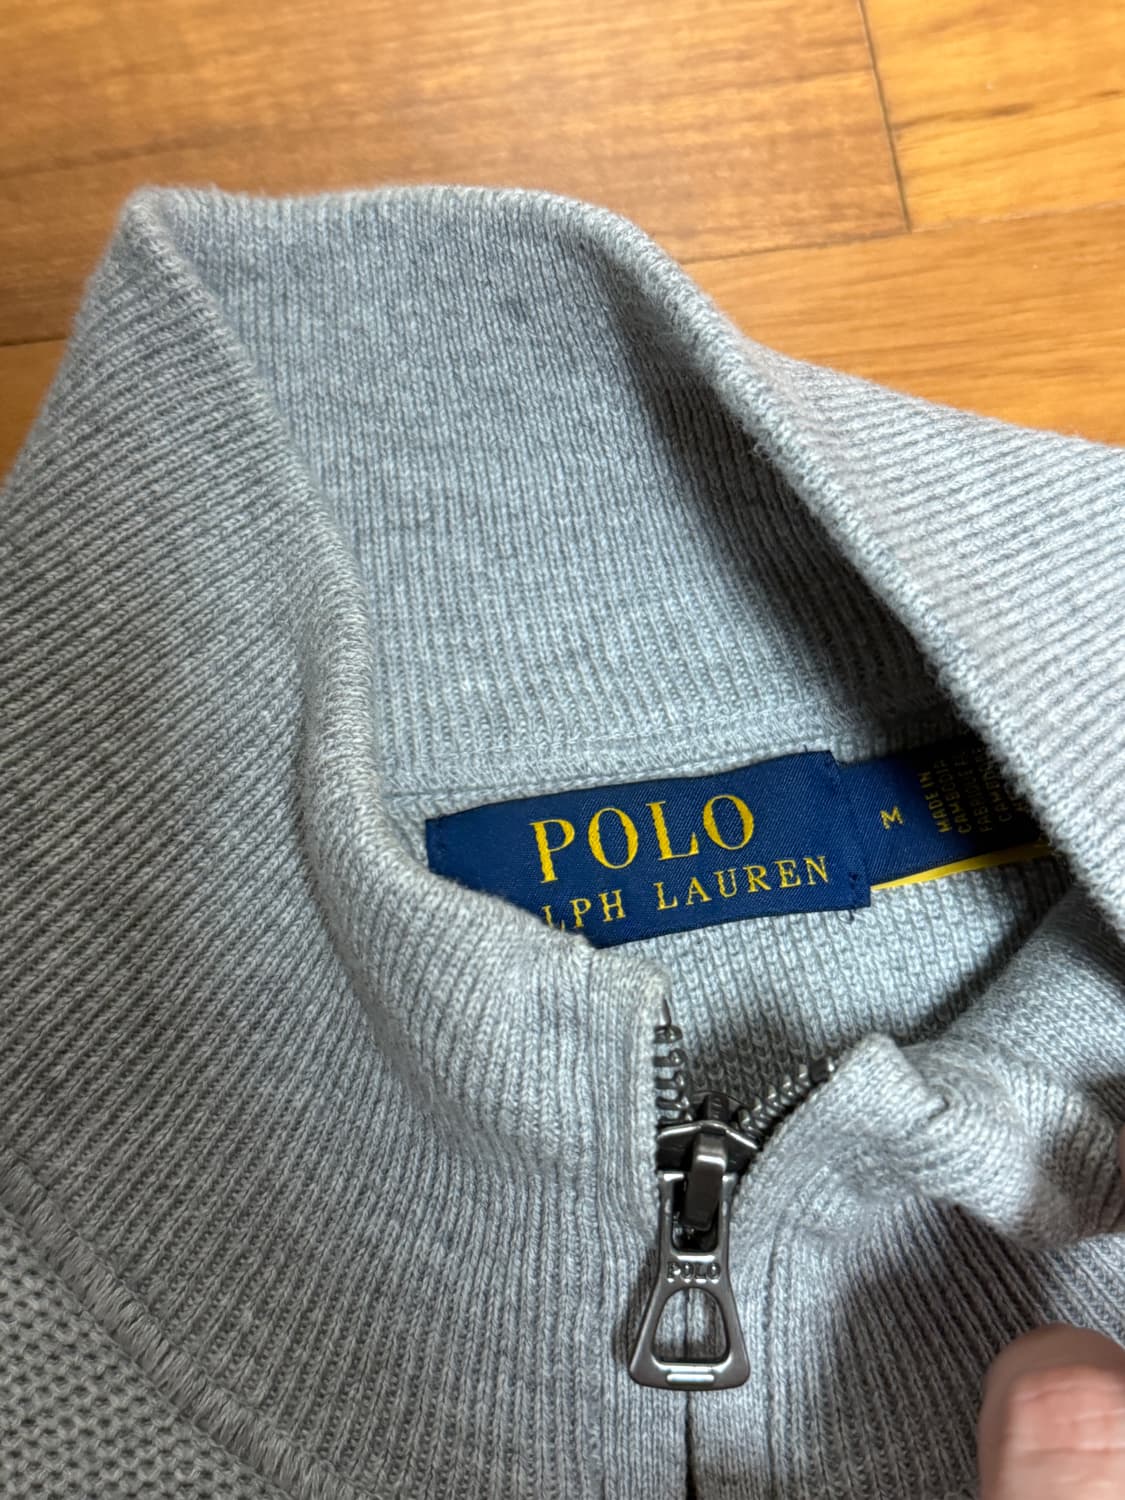 POLO
LPH LAUREN
M
MADE IN
CAMBODIA
POLO